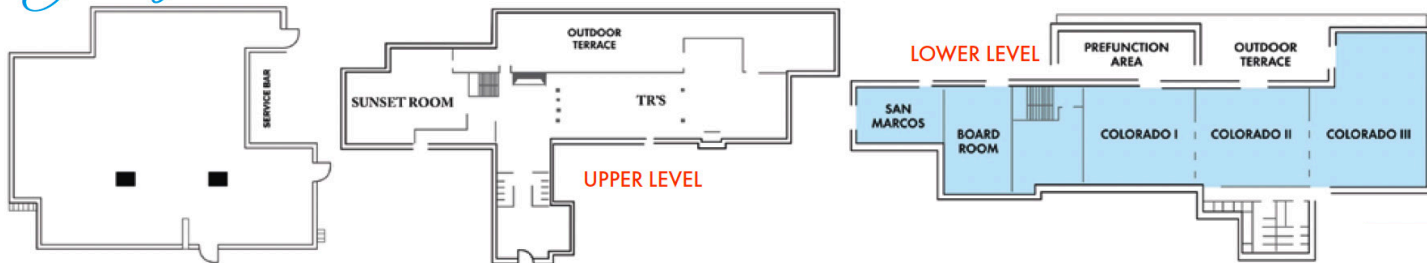 SERVICE BAR
OUTDOOR
TERRACE
SUNSET ROOM
TR'S
UPPER LEVEL
LOWER LEVEL
PREFUNCTION
AREA
OUTDOOR
TERRACE
SAN
MARCOS
BOARD
ROOM
COLORADO I
COLORADO II
COLORADO III